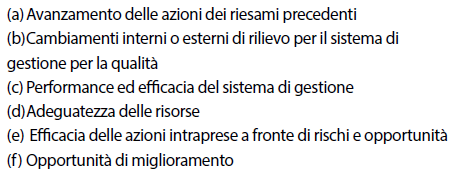 (a) Avanzamento delle azioni dei riesami precedenti
(b)Cambiamenti interni o esterni di rilievo per il sistema di
gestione per la qualità
(c) Performance ed efficacia del sistema di gestione
(d)Adeguatezza delle risorse
(e) Efficacia delle azioni intraprese a fronte di rischi e opportunità
(f) Opportunità di miglioramento